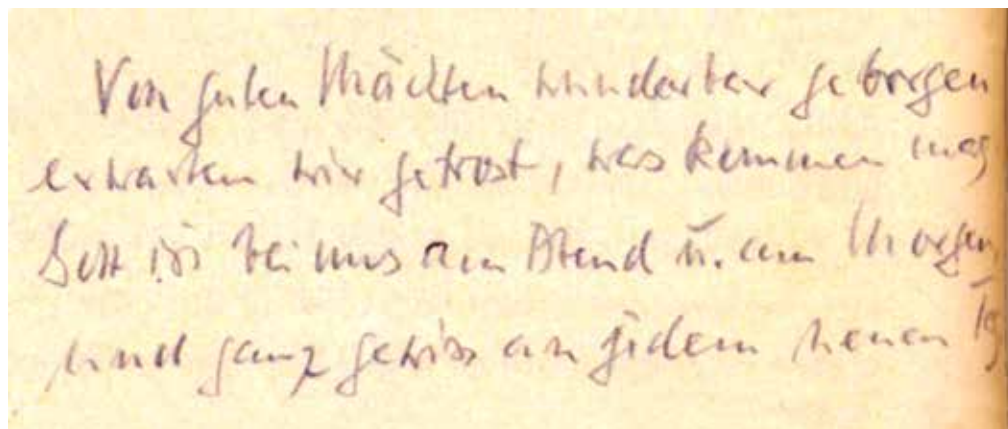 Von guten Mächten wunderbar geborgen
erwarten wir getrost, was kommen mag
Gott ist bei uns am Abend u. am Morgen
und ganz gewiss an jedem neuen Tg